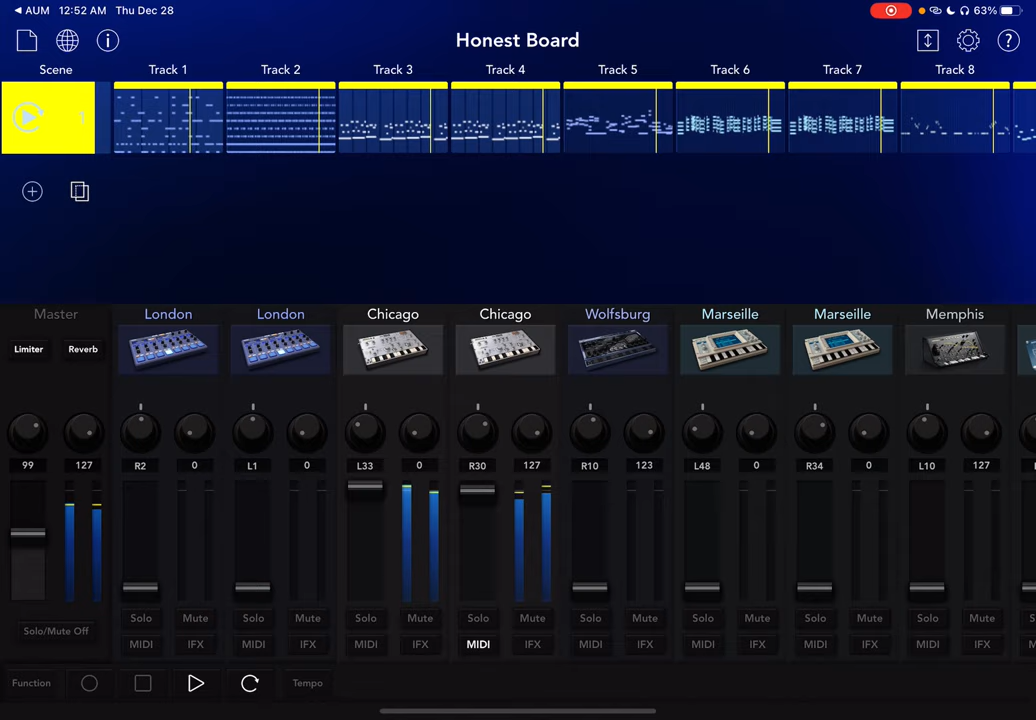 ◀ AUM 12:52 AM Thu Dec 28 63%
Honest Board
Scene Track 1 Track 2 Track 3 Track 4 Track 5 Track 6 Track 7 Track 8
1
Master London London Chicago Chicago Wolfsburg Marseille Marseille Memphis
Limiter Reverb
99 127 R2 0 L1 0 L33 0 R30 127 R10 123 L48 0 R34 0 L10 127
Solo Mute Solo Mute Solo Mute Solo Mute Solo Mute Solo Mute Solo Mute Solo Mute S
Solo/Mute Off
MIDI IFX MIDI IFX MIDI IFX MIDI IFX MIDI IFX MIDI IFX MIDI IFX MIDI IFX M
Function Tempo